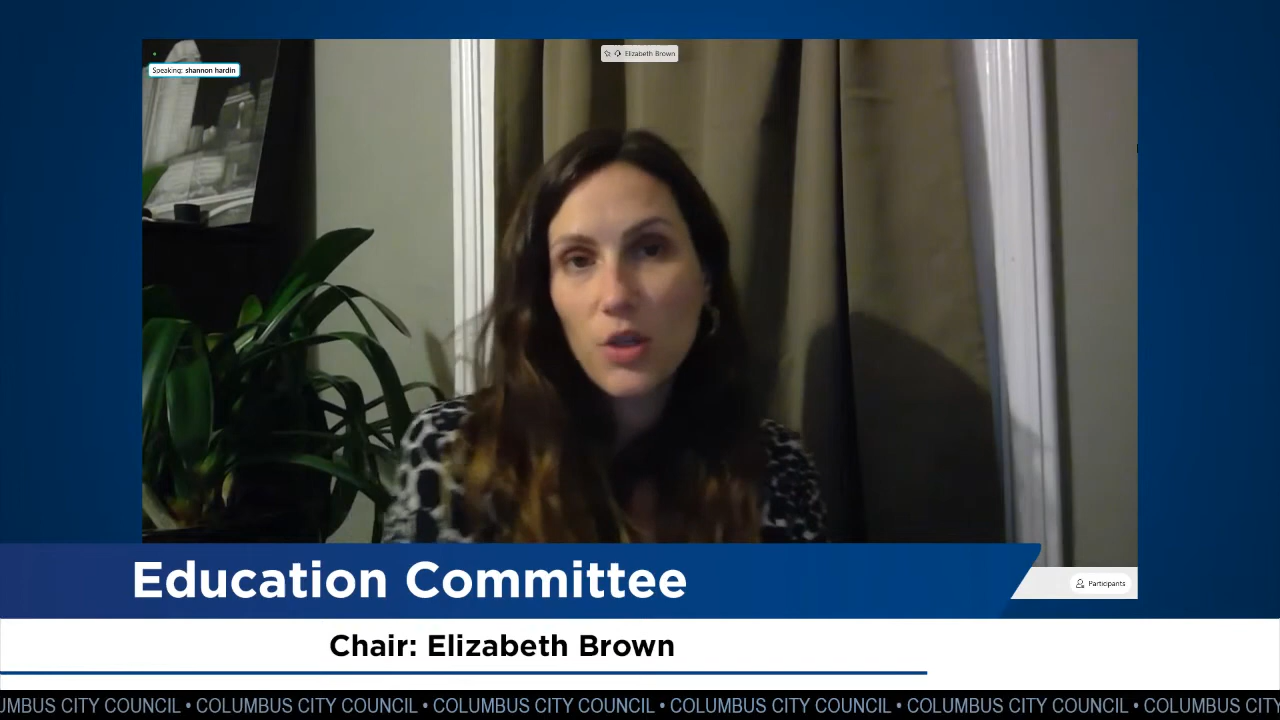 Elizabeth Brown
Speaking: shannon hardin
Education Committee
Participants
Chair: Elizabeth Brown
UMBUS CITY COUNCIL • COLUMBUS CITY COUNCIL • COLUMBUS CITY COUNCIL • COLUMBUS CITY COUNCIL • COLUMBUS CITY COUNCIL • COLUMBUS CITY